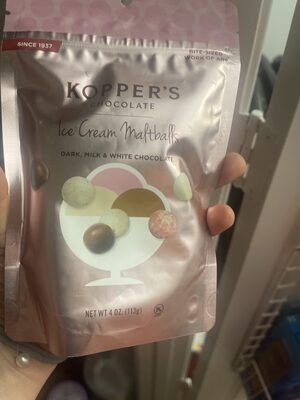 SINCE 1937
BITE-SIZED
WORK OF ART
KOPPER'S
CHOCOLATE
Ice Cream Maltballs
DARK, MILK & WHITE CHOCOLATE
NET WT 4 OZ. (113g)